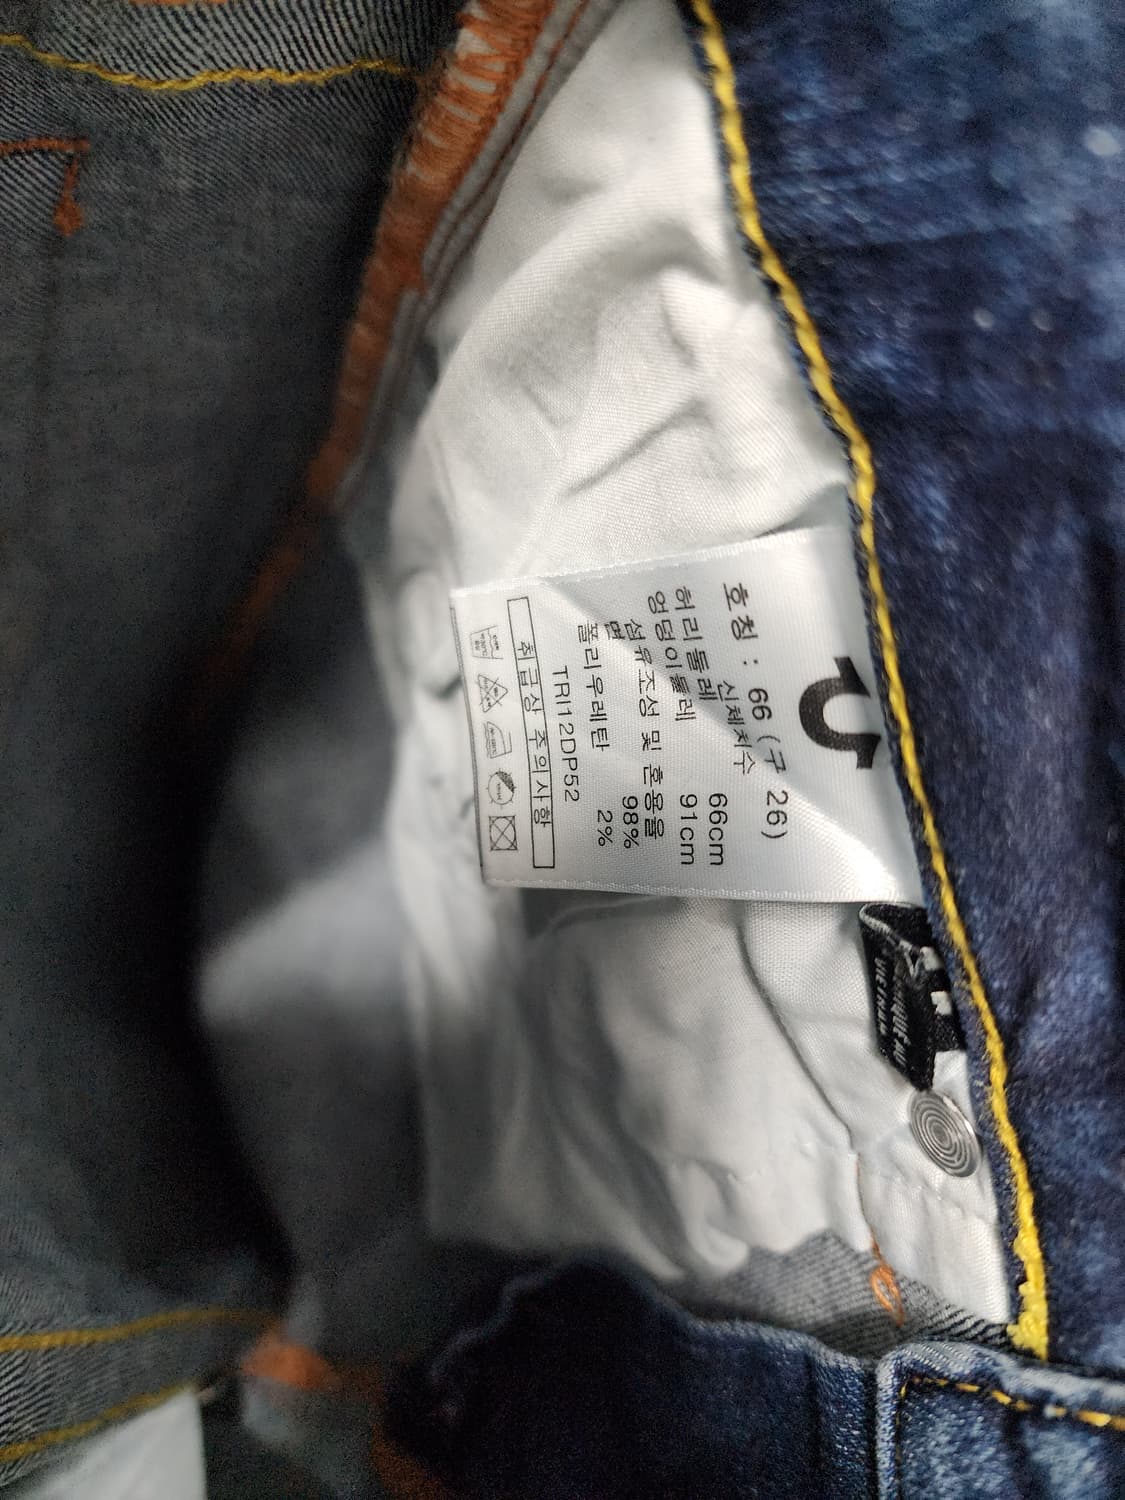 호칭 : 66 (구 26)
신체치수
허리둘레 66cm
엉덩이둘레 91cm
섬유조성 및 혼용율
면 98%
폴리우레탄 2%
TRI12DP52
취급상 주의사항